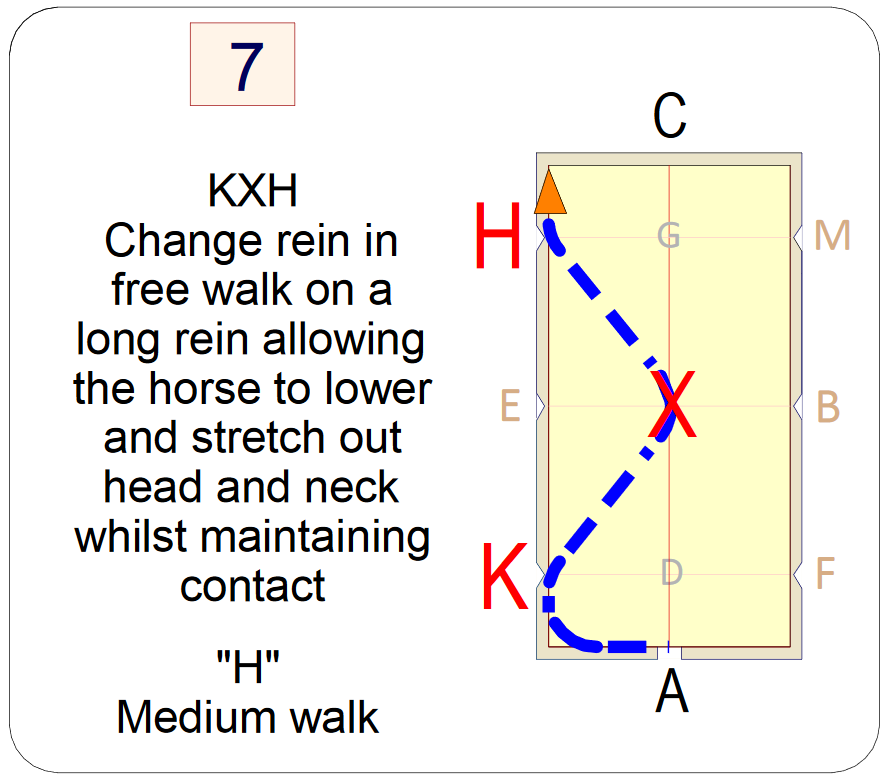 7
KXH
Change rein in
free walk on a
long rein allowing
the horse to lower
and stretch out
head and neck
whilst maintaining
contact
"H"
Medium walk
C
H
G
M
E
X
B
K
D
F
A